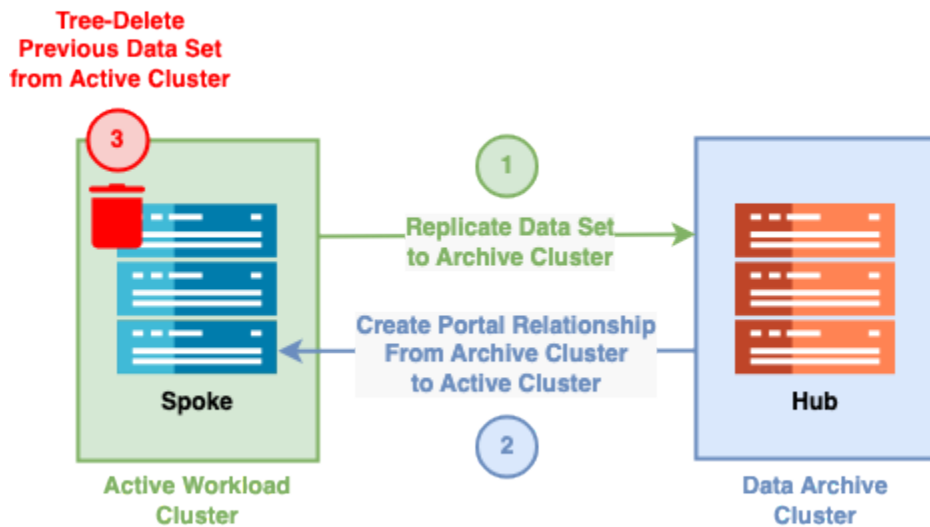 Tree-Delete
Previous Data Set
from Active Cluster
3
1
Replicate Data Set
to Archive Cluster
Create Portal Relationship
From Archive Cluster
to Active Cluster
2
Spoke
Hub
Active Workload
Cluster
Data Archive
Cluster